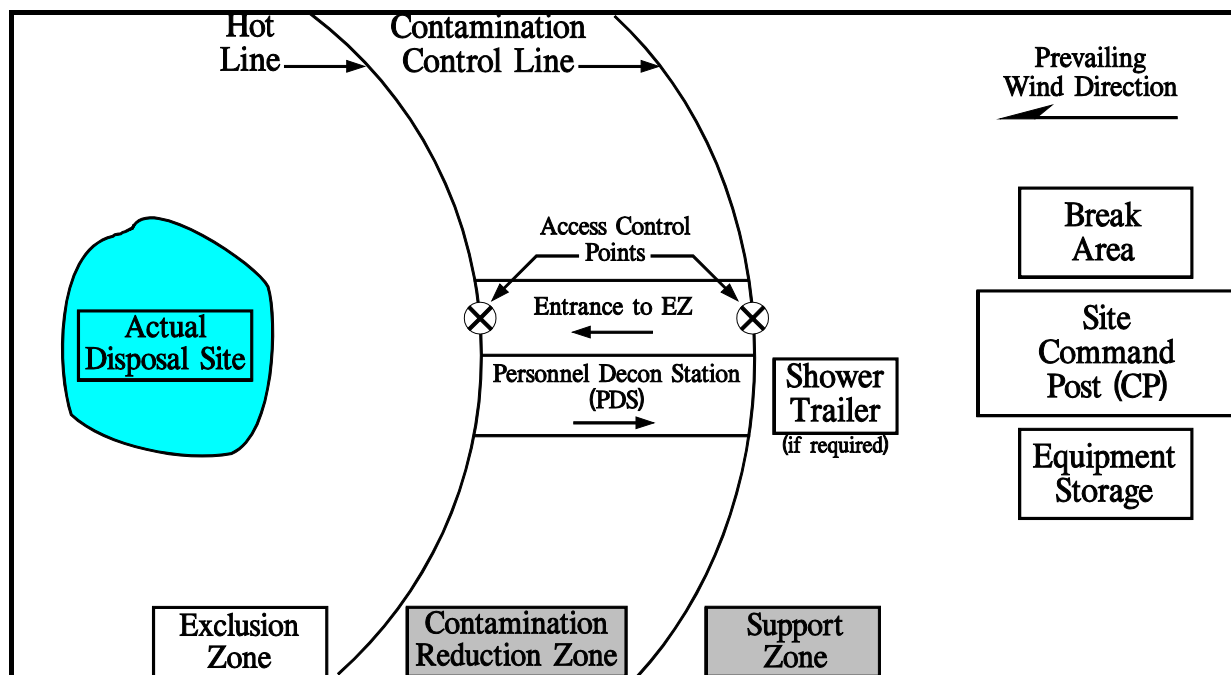 Hot
Line
Contamination
Control Line
Prevailing
Wind Direction
Access Control
Points
Break
Area
Entrance to EZ
Actual
Disposal Site
Site
Command
Post (CP)
Personnel Decon Station
(PDS)
Shower
Trailer
(if required)
Equipment
Storage
Exclusion
Zone
Contamination
Reduction Zone
Support
Zone